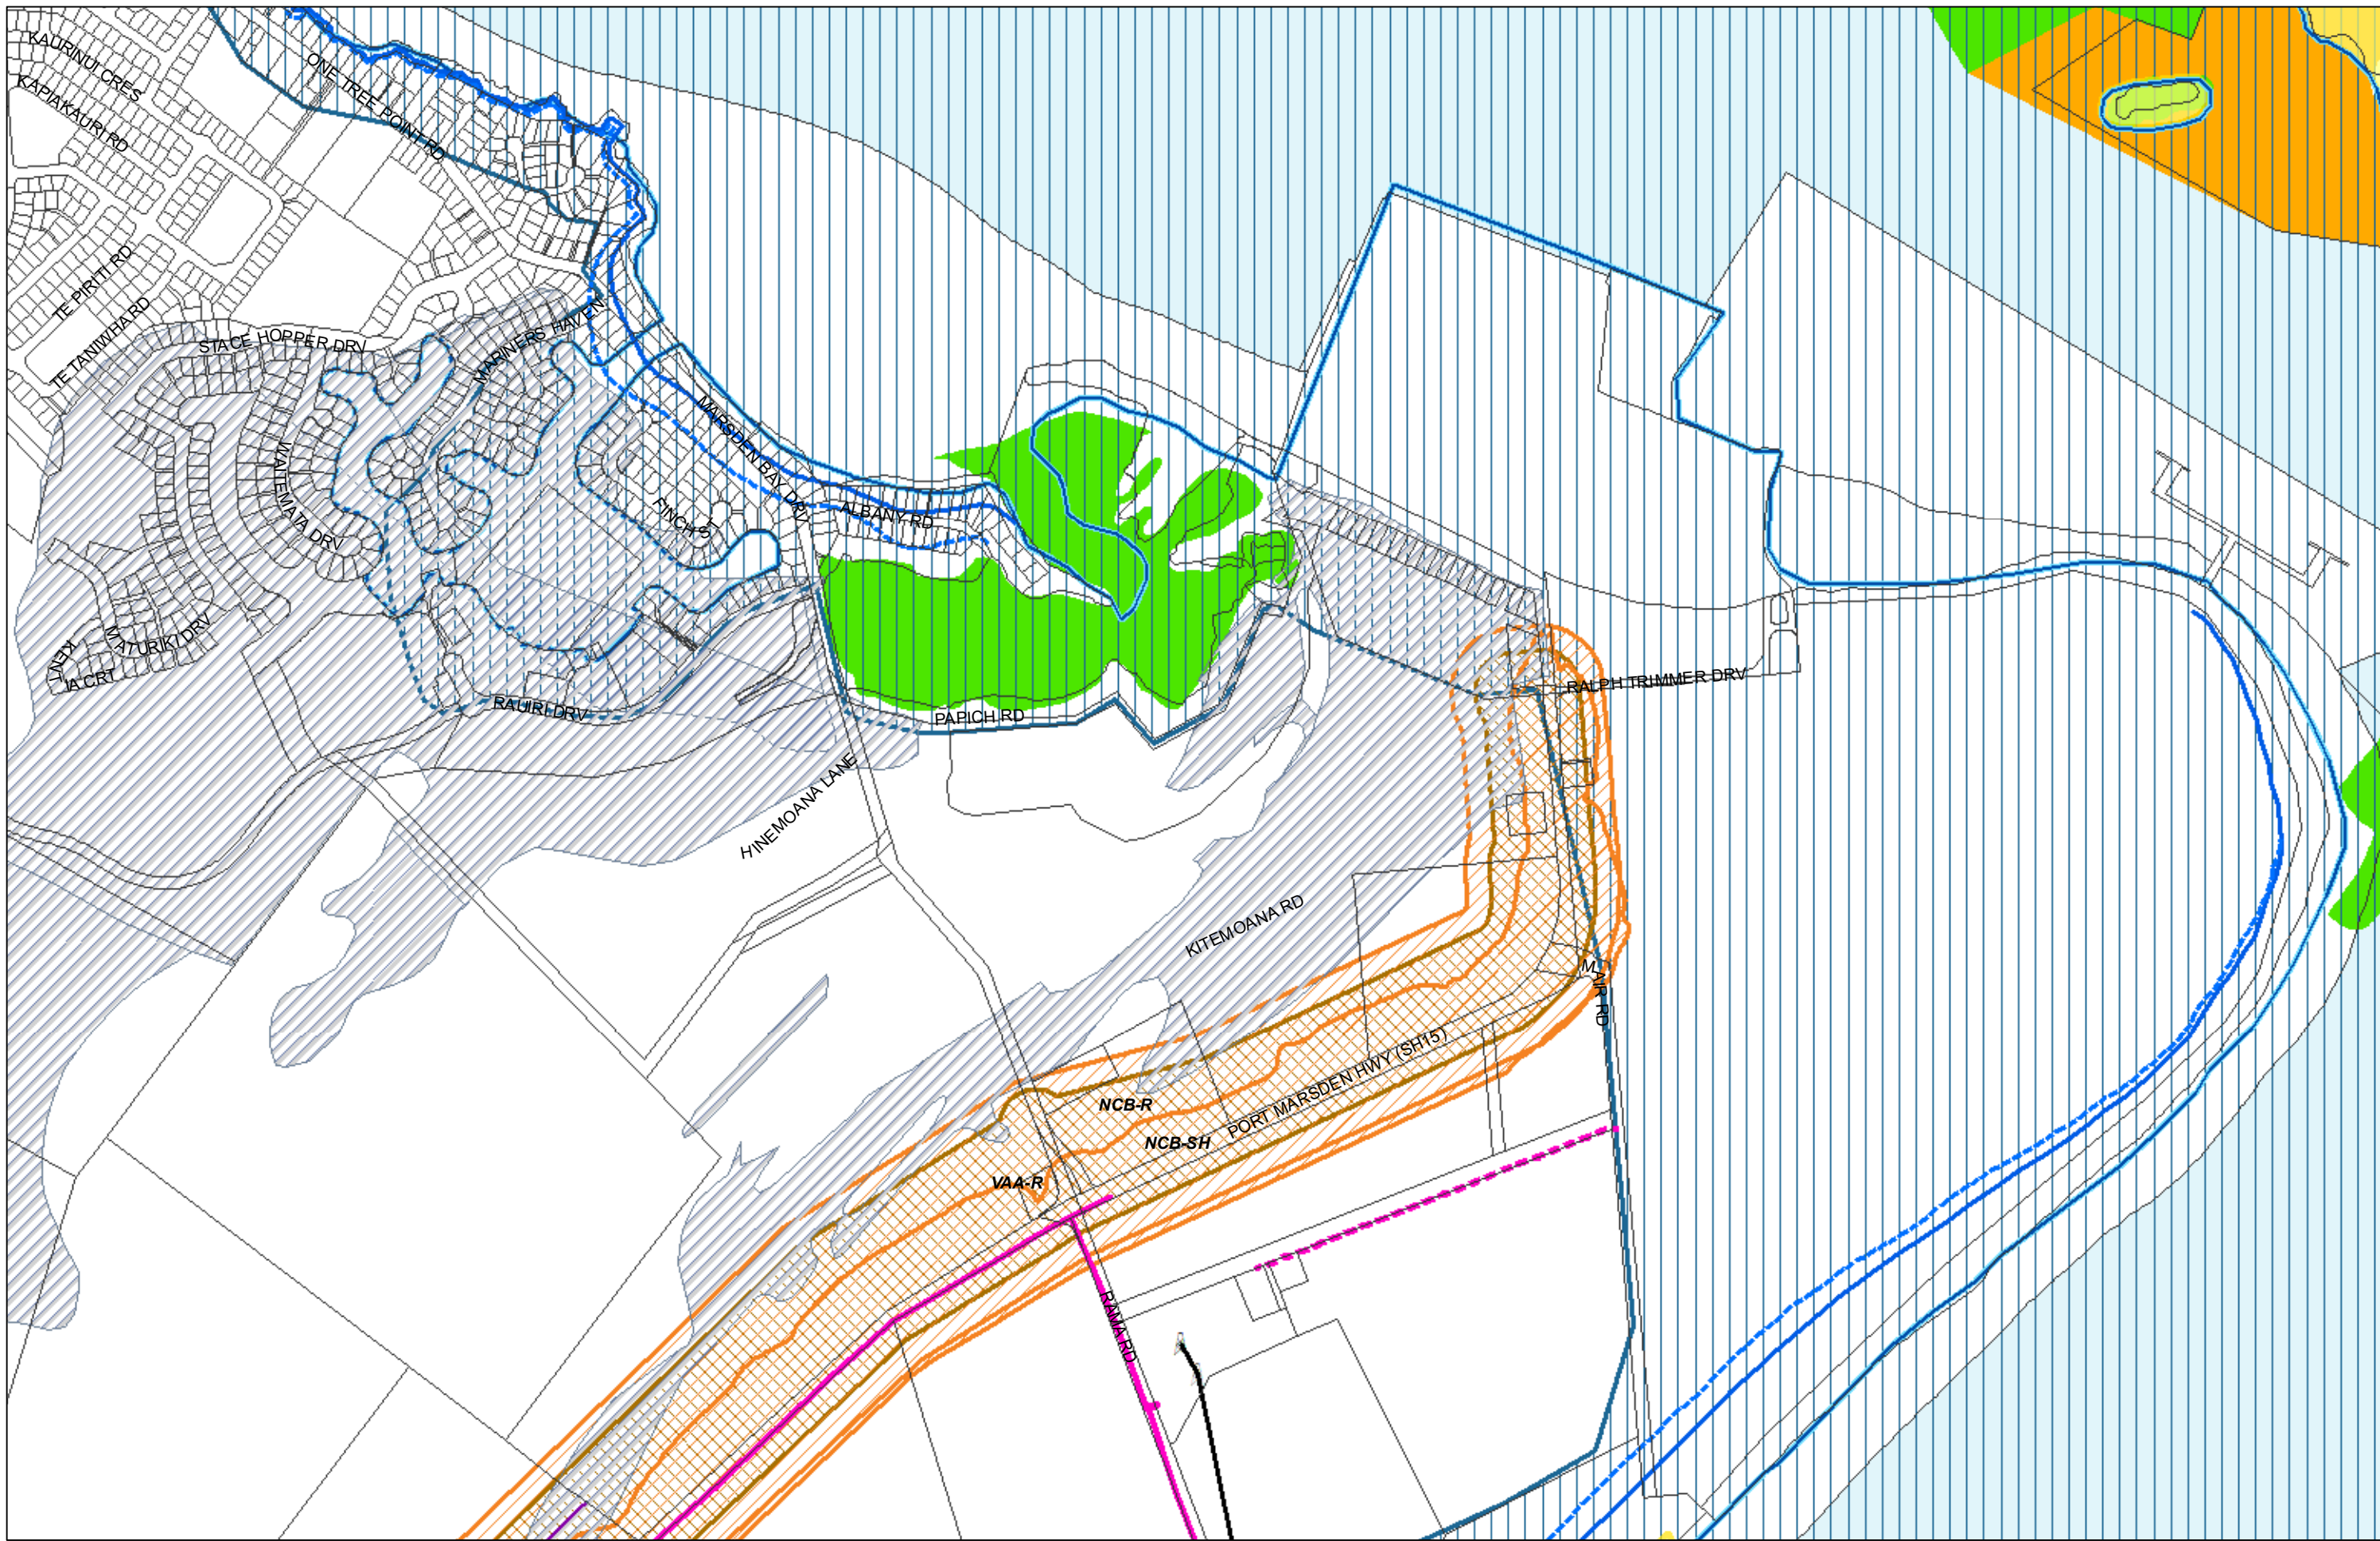 KAURINUI CRES
KAPIAKAURI RD
ONE TREE POINT RD
TE PIRITI RD
TE TANIWHA RD
STACE HOPPER DRV
MARINERS HAVEN
WAIEMATA DRV
MARSDEN BAY DRV
FINCH ST
ALBANY RD
MATURIKI DRV
KENTIA CRT
RAUIRI DRV
PAPICH RD
RALPH TRIMMER DRV
HINEMOANA LANE
KITEMOANA RD
MAIR RD
PORT MARSDEN HWY (SH15)
NCB-R
NCB-SH
VAA-R
RAMA RD